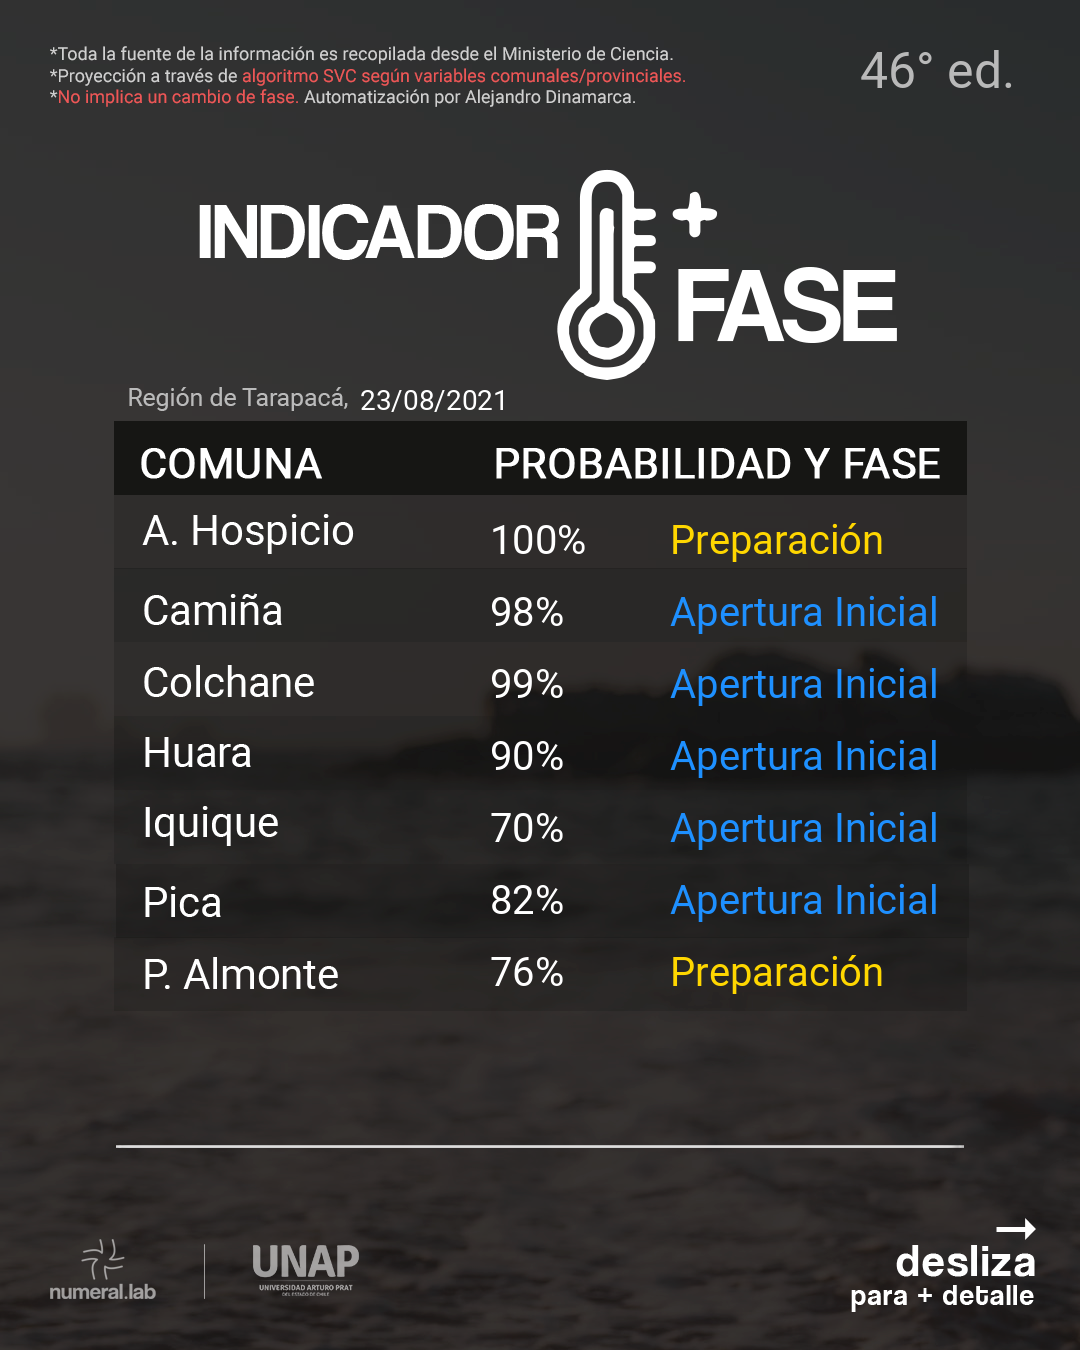 *Toda la fuente de la información es recopilada desde el Ministerio de Ciencia.
*Proyección a través de algoritmo SVC según variables comunales/provinciales.
*No implica un cambio de fase. Automatización por Alejandro Dinamarca.
46° ed.
INDICADOR
+
FASE
Región de Tarapacá, 23/08/2021
COMUNA PROBABILIDAD Y FASE
A. Hospicio 100% Preparación
Camiña 98% Apertura Inicial
Colchane 99% Apertura Inicial
Huara 90% Apertura Inicial
Iquique 70% Apertura Inicial
Pica 82% Apertura Inicial
P. Almonte 76% Preparación
numeral.lab
UNAP
UNIVERSIDAD ARTURO PRAT
DEL ESTADO DE CHILE
desliza
para + detalle